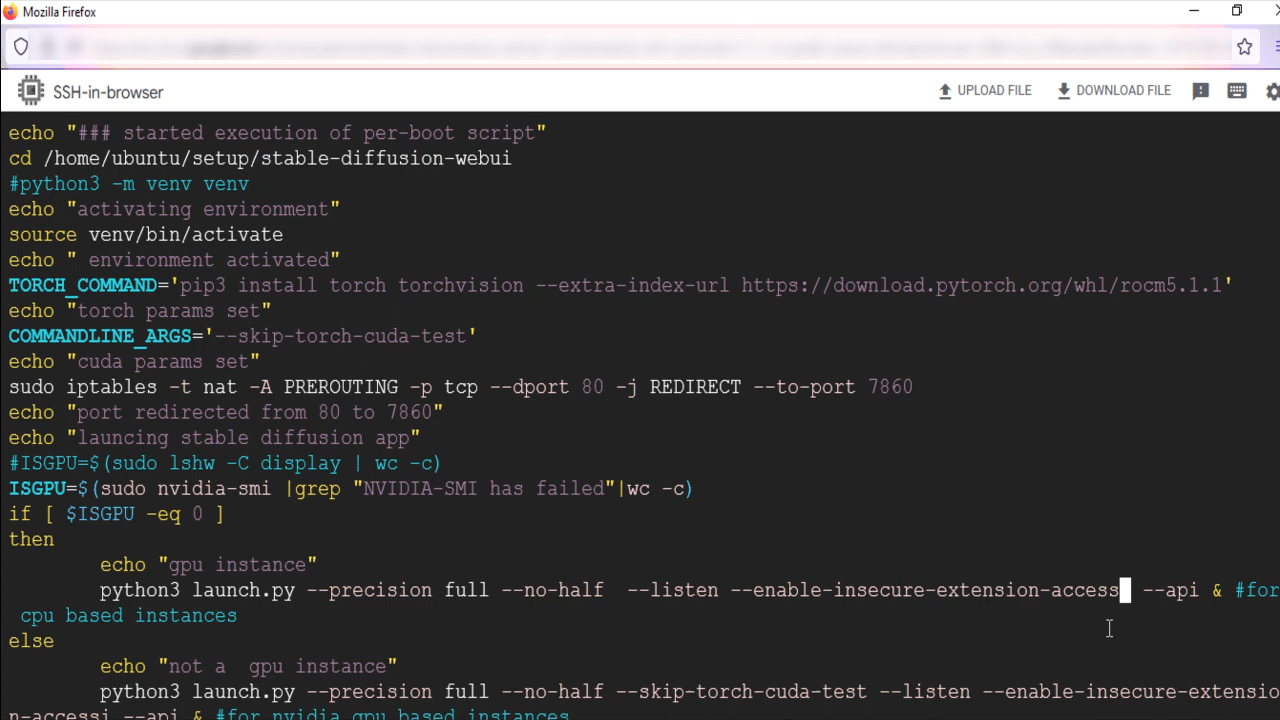 Mozilla Firefox
SSH-in-browser
UPLOAD FILE
DOWNLOAD FILE
echo "### started execution of per-boot script"
cd /home/ubuntu/setup/stable-diffusion-webui
#python3 -m venv venv
echo "activating environment"
source venv/bin/activate
echo " environment activated"
TORCH_COMMAND='pip3 install torch torchvision --extra-index-url https://download.pytorch.org/whl/rocm5.1.1'
echo "torch params set"
COMMANDLINE_ARGS='--skip-torch-cuda-test'
echo "cuda params set"
sudo iptables -t nat -A PREROUTING -p tcp --dport 80 -j REDIRECT --to-port 7860
echo "port redirected from 80 to 7860"
echo "launcing stable diffusion app"
#ISGPU=$(sudo lshw -C display | wc -c)
ISGPU=$(sudo nvidia-smi |grep "NVIDIA-SMI has failed"|wc -c)
if [ $ISGPU -eq 0 ]
then
echo "gpu instance"
python3 launch.py --precision full --no-half  --listen --enable-insecure-extension-access --api & #for
cpu based instances
else
echo "not a  gpu instance"
python3 launch.py --precision full --no-half --skip-torch-cuda-test --listen --enable-insecure-extensio
n-accessi --api & #for nvidia gpu based instances